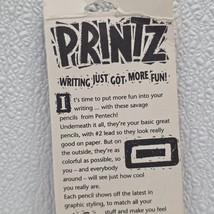 PRINTZ™
WRITING JUST GOT MORE FUN!
It's time to put more fun into your
writing ... with these savage
pencils from Pentech!
Underneath it all, they're your basic great
pencils, with #2 lead so they look really
good on paper. But on
the outside, they're as
colorful as possible, so
you - and everybody
around - will see just how cool
you really are.
Each pencil shows off the latest in
graphic styling, to match all your
stuff and make you feel